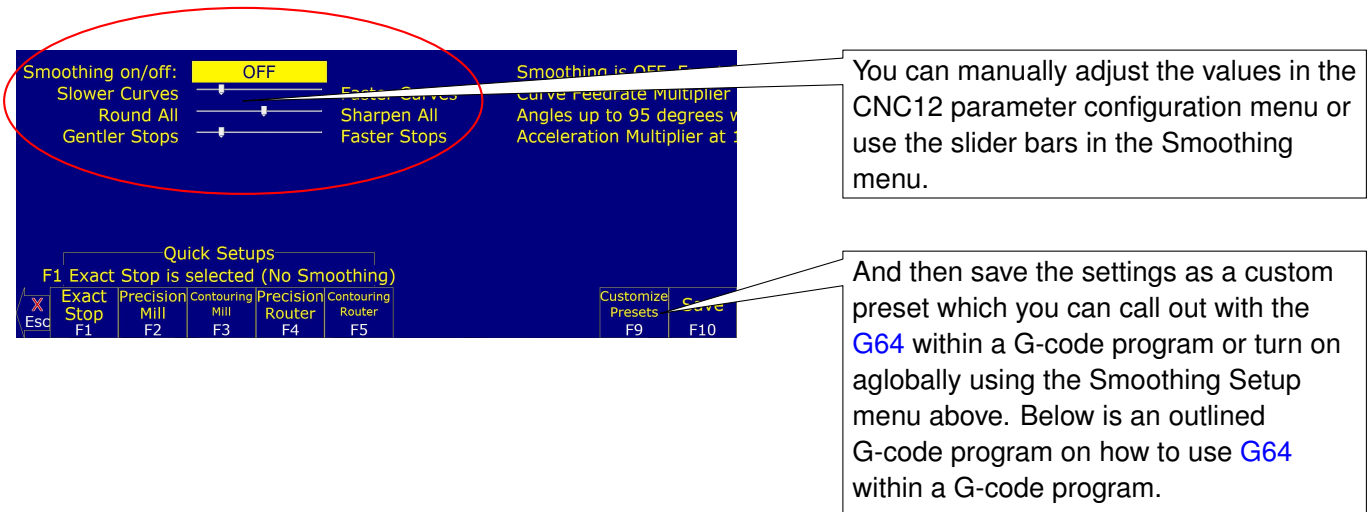 Smoothing on/off: OFF
Slower Curves Faster Curves
Round All Sharpen All
Gentler Stops Faster Stops
Smoothing is OFF.
Curve Feedrate Multiplier
Angles up to 95 degrees
Acceleration Multiplier at
You can manually adjust the values in the
CNC12 parameter configuration menu or
use the slider bars in the Smoothing
menu.
Quick Setups
F1 Exact Stop is selected (No Smoothing)
X Esc
Exact Stop F1
Precision Mill F2
Contouring Mill F3
Precision Router F4
Contouring Router F5
Customize Presets F9
Save F10
And then save the settings as a custom
preset which you can call out with the
G64 within a G-code program or turn on
aglobally using the Smoothing Setup
menu above. Below is an outlined
G-code program on how to use G64
within a G-code program.